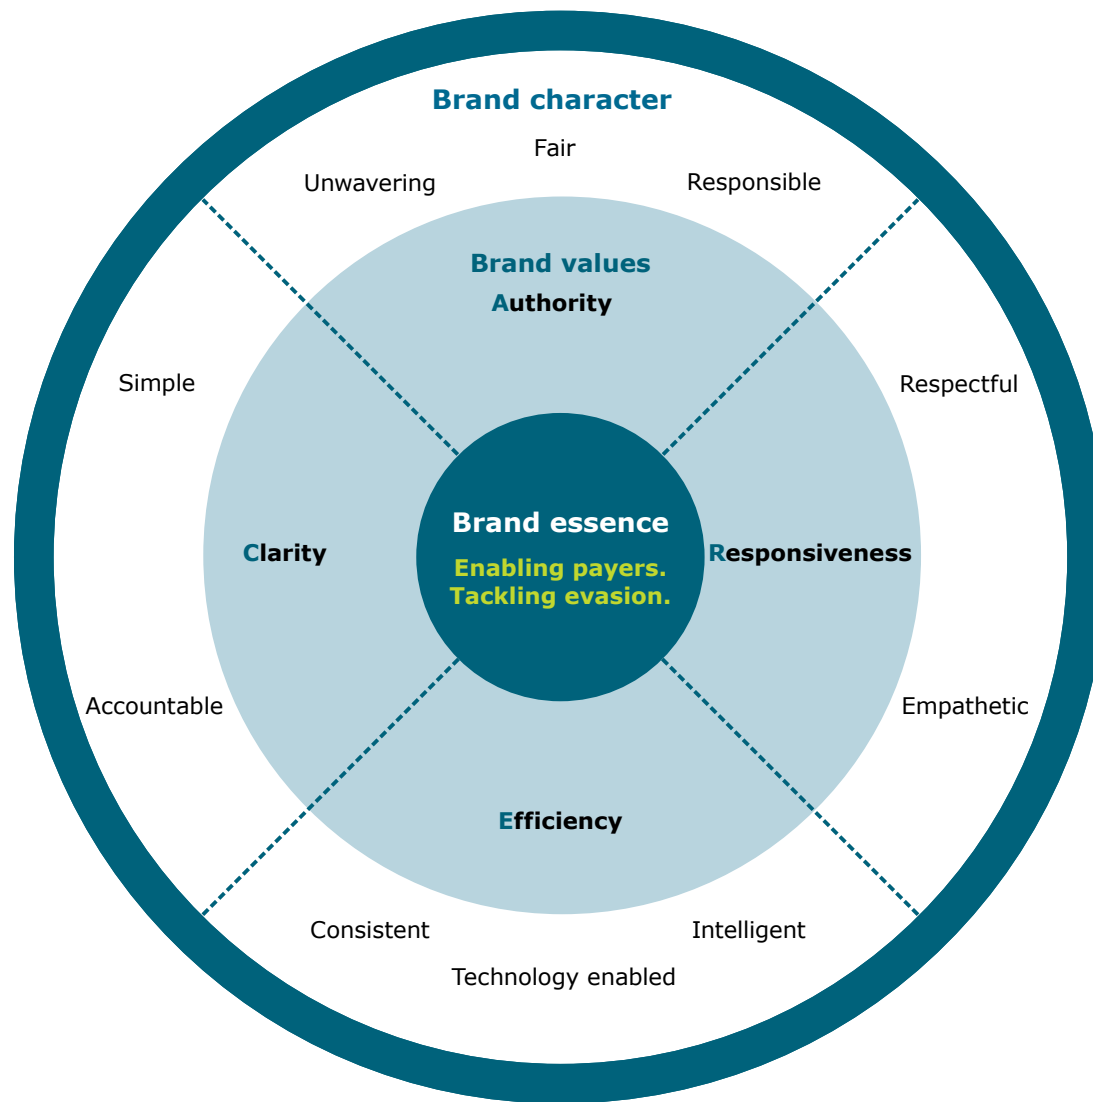 Brand character
Fair
Unwavering
Responsible
Brand values
Authority
Simple
Respectful
Brand essence
Clarity
Responsiveness
Enabling payers.
Tackling evasion.
Accountable
Empathetic
Efficiency
Consistent
Intelligent
Technology enabled